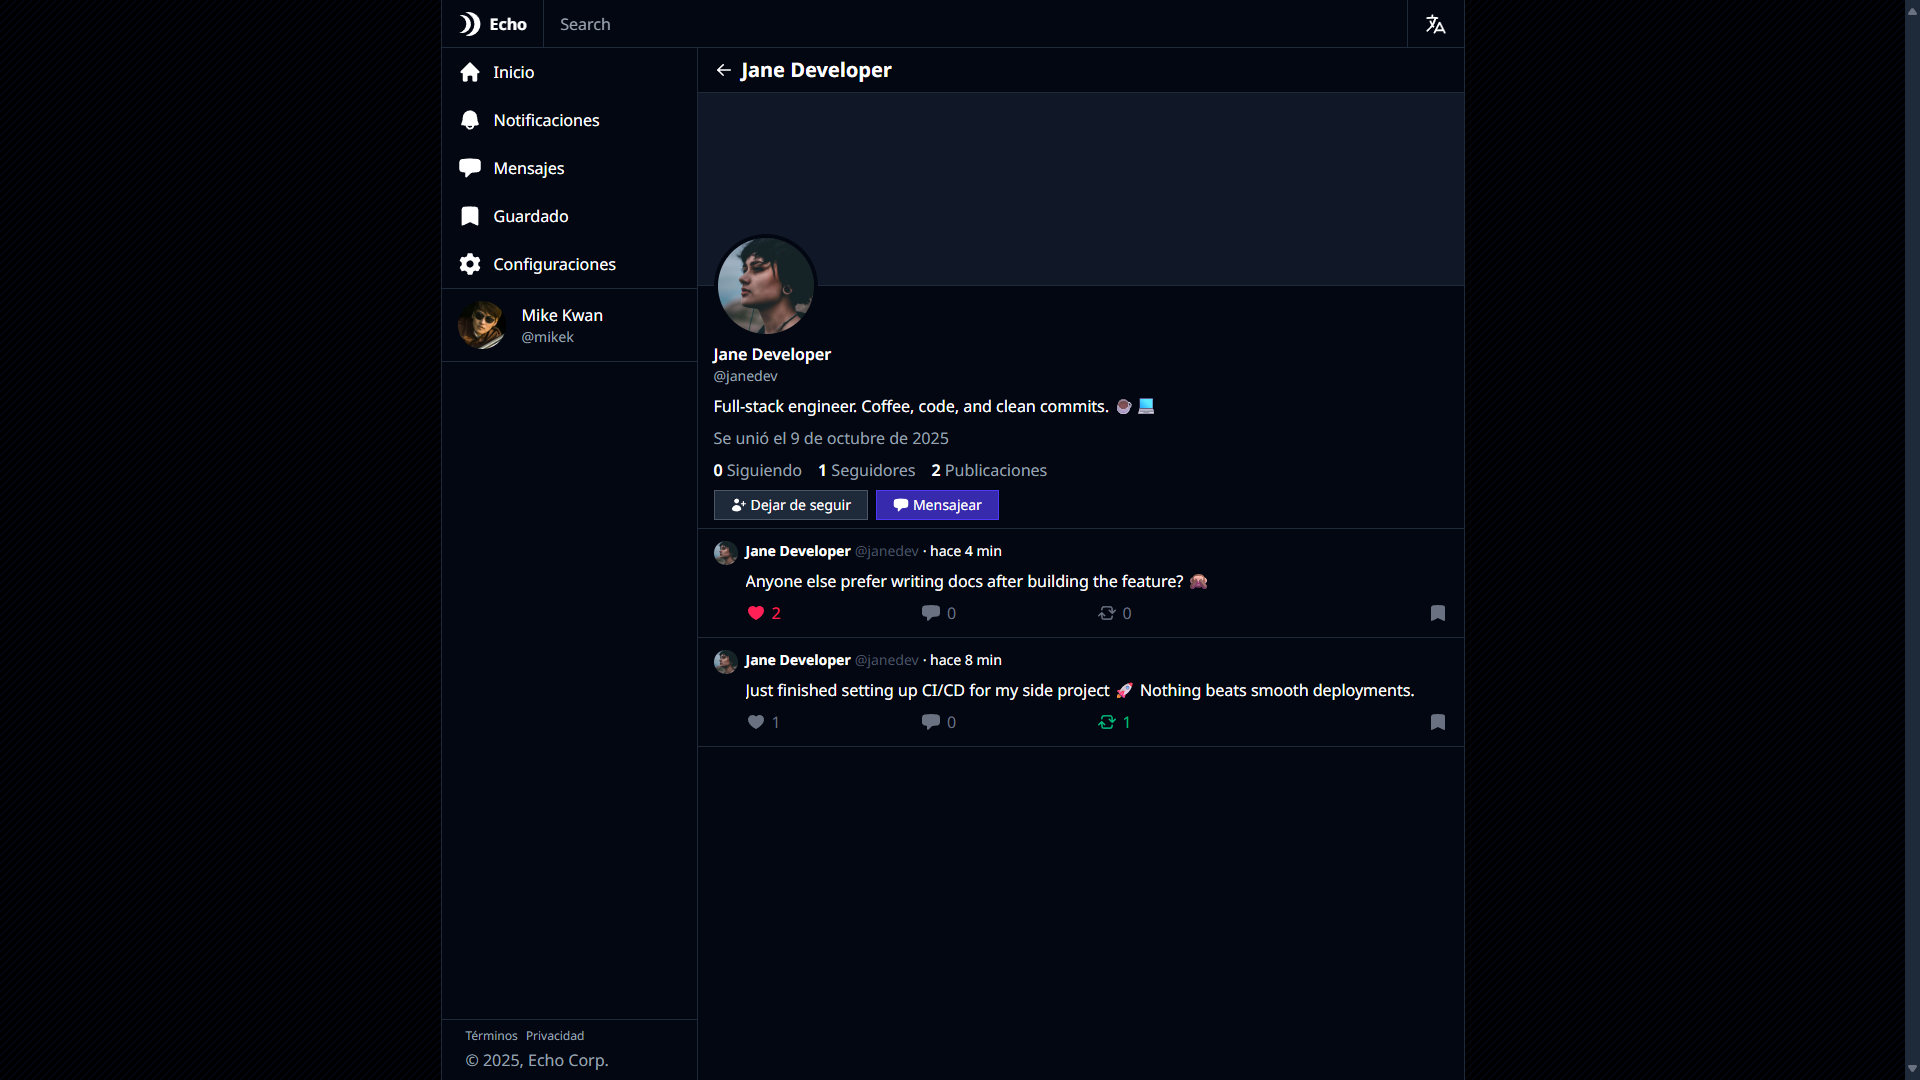 Echo
Search
Inicio
Notificaciones
Mensajes
Guardado
Configuraciones
Mike Kwan
@mikek
Términos Privacidad
© 2025, Echo Corp.
Jane Developer
Jane Developer
@janedev
Full-stack engineer. Coffee, code, and clean commits. ☕ 💻
Se unió el 9 de octubre de 2025
0 Siguiendo 1 Seguidores 2 Publicaciones
Dejar de seguir Mensajear
Jane Developer @janedev · hace 4 min
Anyone else prefer writing docs after building the feature? 🙈
2 0 0
Jane Developer @janedev · hace 8 min
Just finished setting up CI/CD for my side project 🚀 Nothing beats smooth deployments.
1 0 1